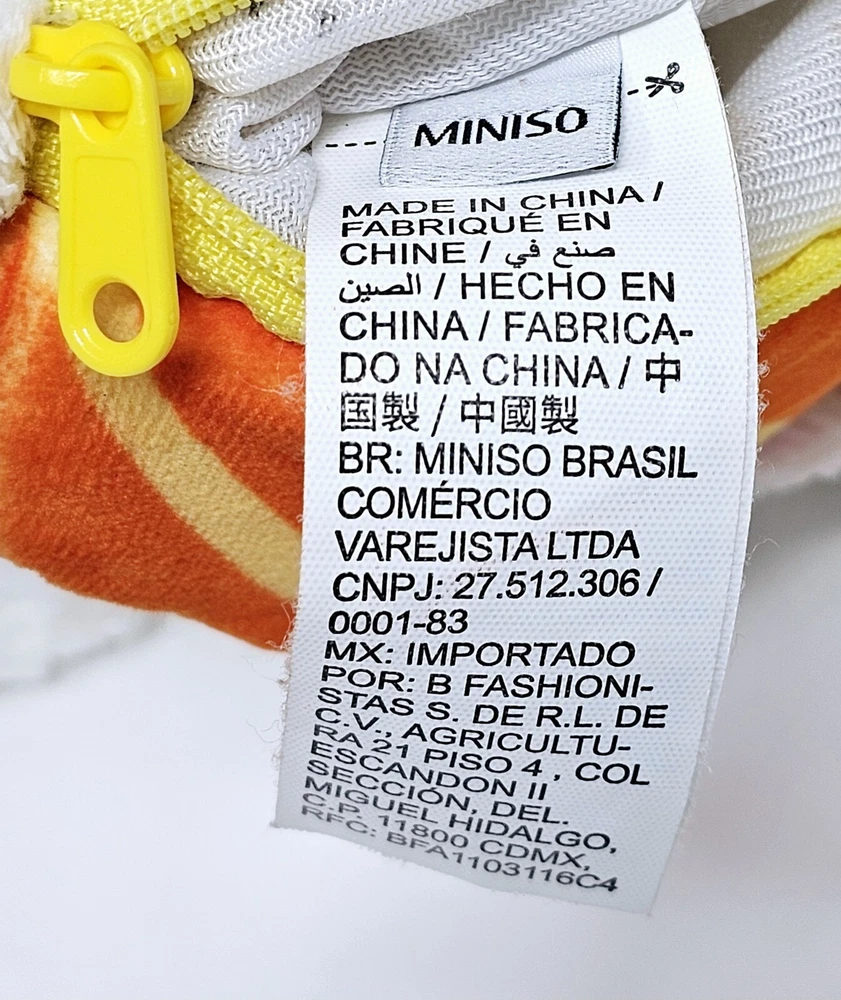 MINISO
MADE IN CHINA /
FABRIQUÉ EN
CHINE / صنع في
الصين / HECHO EN
CHINA / FABRICA-
DO NA CHINA / 中
国製 / 中國製
BR: MINISO BRASIL
COMÉRCIO
VAREJISTA LTDA
CNPJ: 27.512.306 /
0001-83
MX: IMPORTADO
POR: B FASHIONI-
STAS S. DE R.L. DE
C.V., AGRICULTU-
RA 21 PISO 4 , COL
ESCANDON II
SECCIÓN, DEL.
MIGUEL HIDALGO,
C.P. 11800 CDMX,
RFC: BFA1103116C4